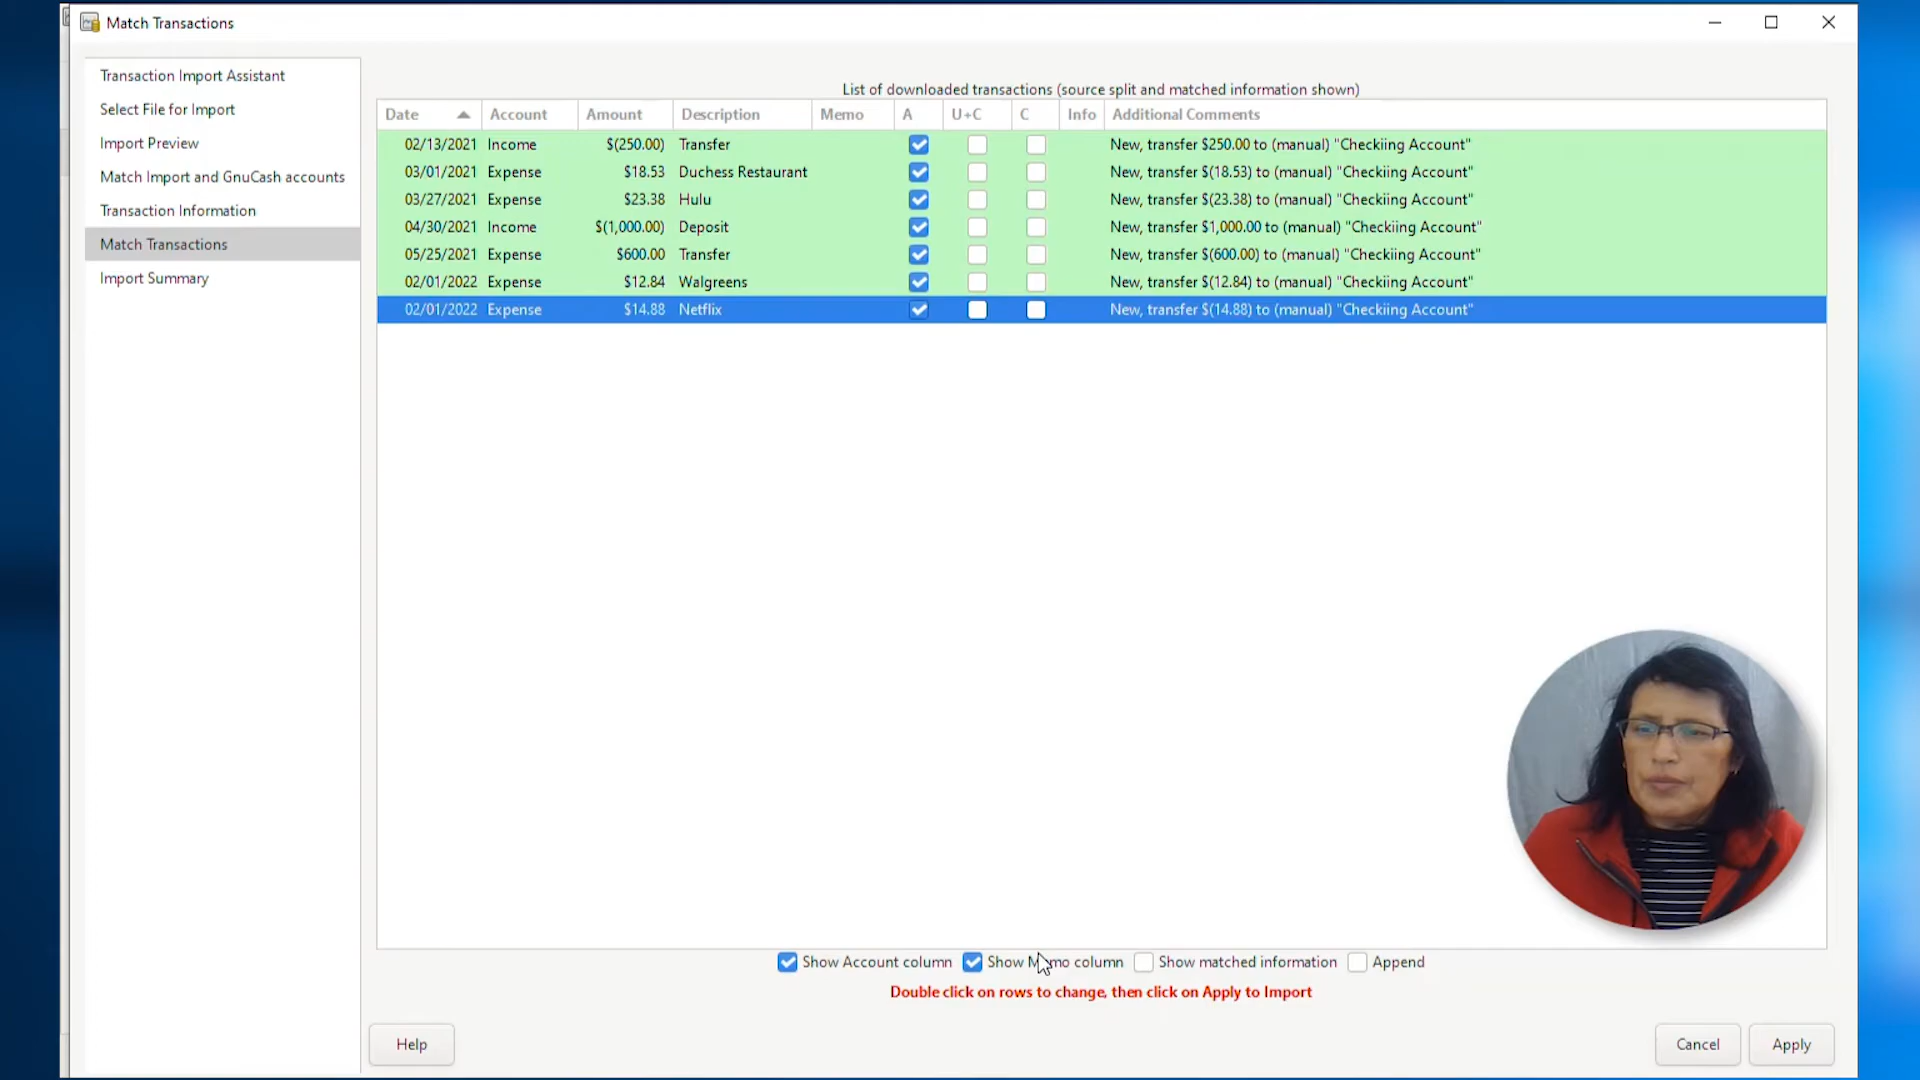 Match Transactions
Transaction Import Assistant
Select File for Import
Import Preview
Match Import and GnuCash accounts
Transaction Information
Match Transactions
Import Summary
List of downloaded transactions (source split and matched information shown)
Date Account Amount Description Memo A U+C C Info Additional Comments
02/13/2021 Income $(250.00) Transfer New, transfer $250.00 to (manual) "Checkiing Account"
03/01/2021 Expense $18.53 Duchess Restaurant New, transfer $(18.53) to (manual) "Checkiing Account"
03/27/2021 Expense $23.38 Hulu New, transfer $(23.38) to (manual) "Checkiing Account"
04/30/2021 Income $(1,000.00) Deposit New, transfer $1,000.00 to (manual) "Checkiing Account"
05/25/2021 Expense $600.00 Transfer New, transfer $(600.00) to (manual) "Checkiing Account"
02/01/2022 Expense $12.84 Walgreens New, transfer $(12.84) to (manual) "Checkiing Account"
02/01/2022 Expense $14.88 Netflix New, transfer $(14.88) to (manual) "Checkiing Account"
Show Account column Show Memo column Show matched information Append
Double click on rows to change, then click on Apply to Import
Help Cancel Apply